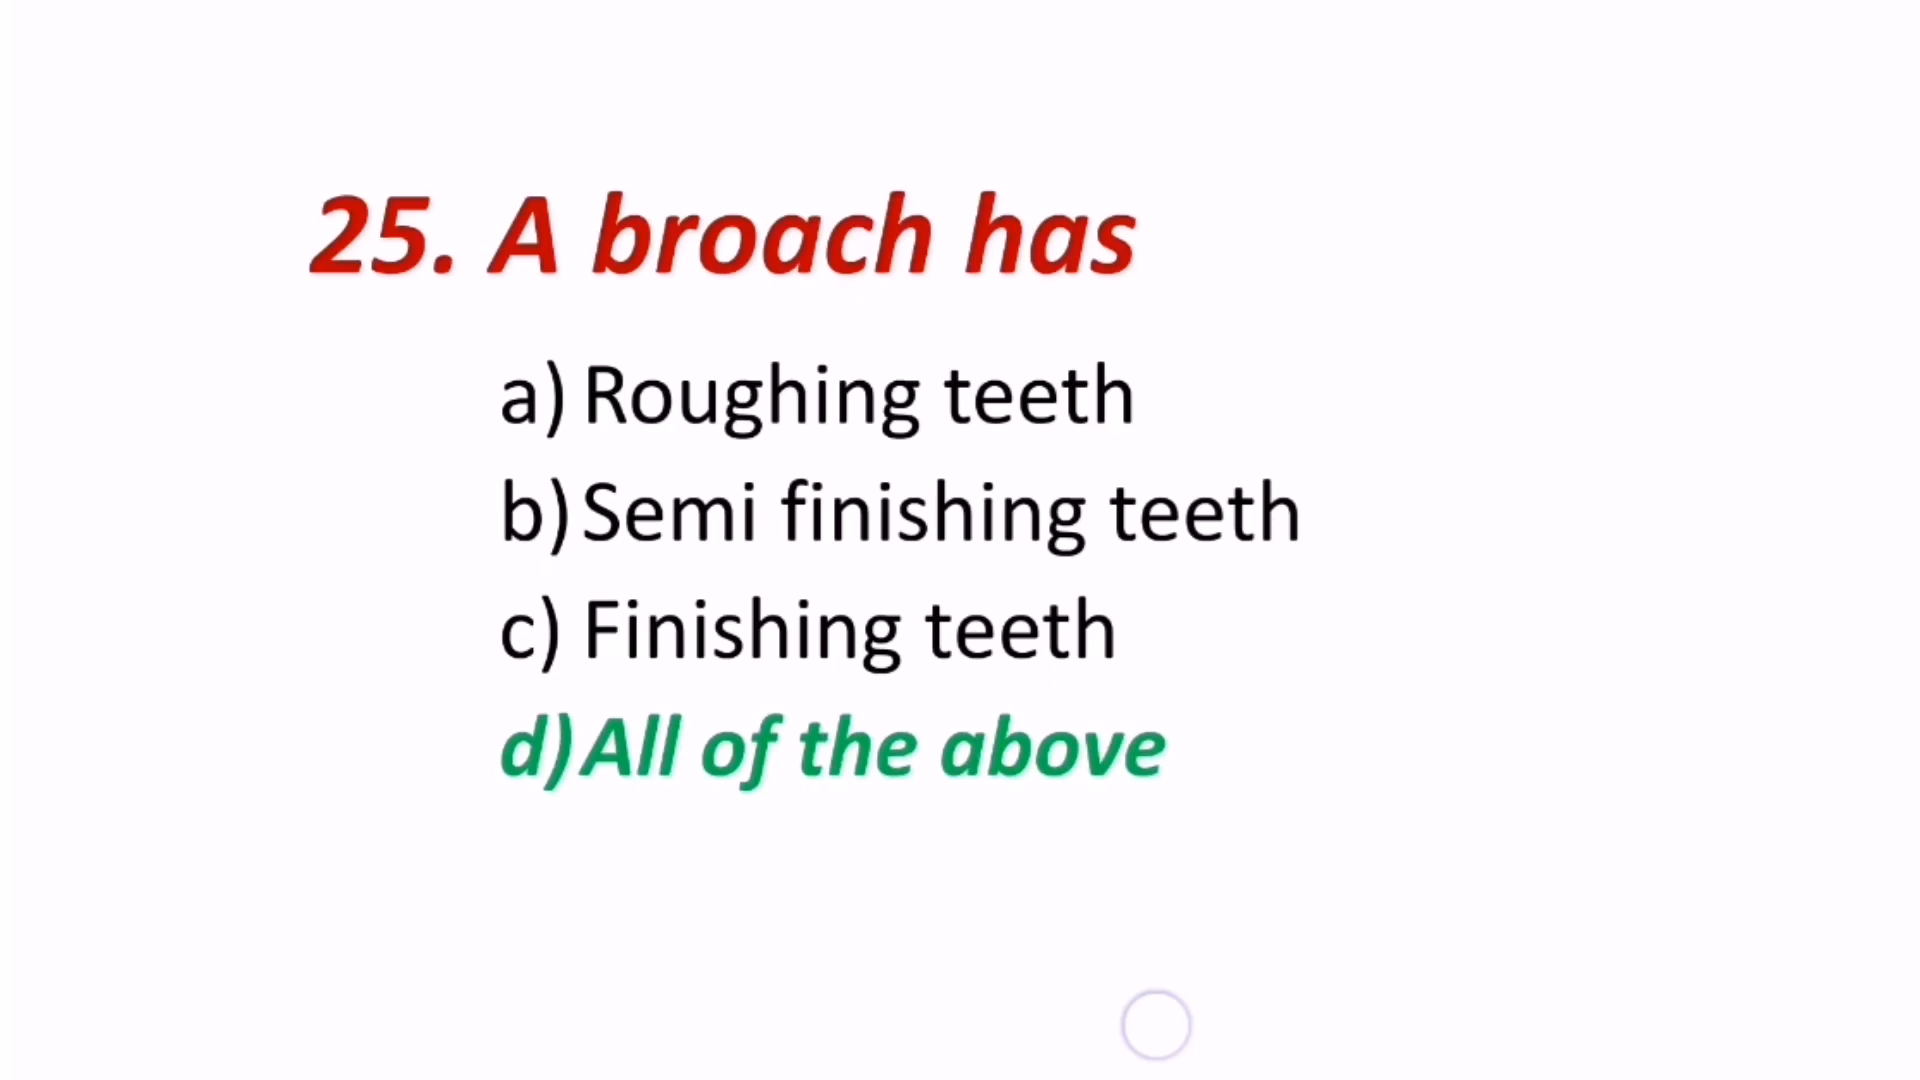 25. A broach has
a) Roughing teeth
b) Semi finishing teeth
c) Finishing teeth
d) All of the above